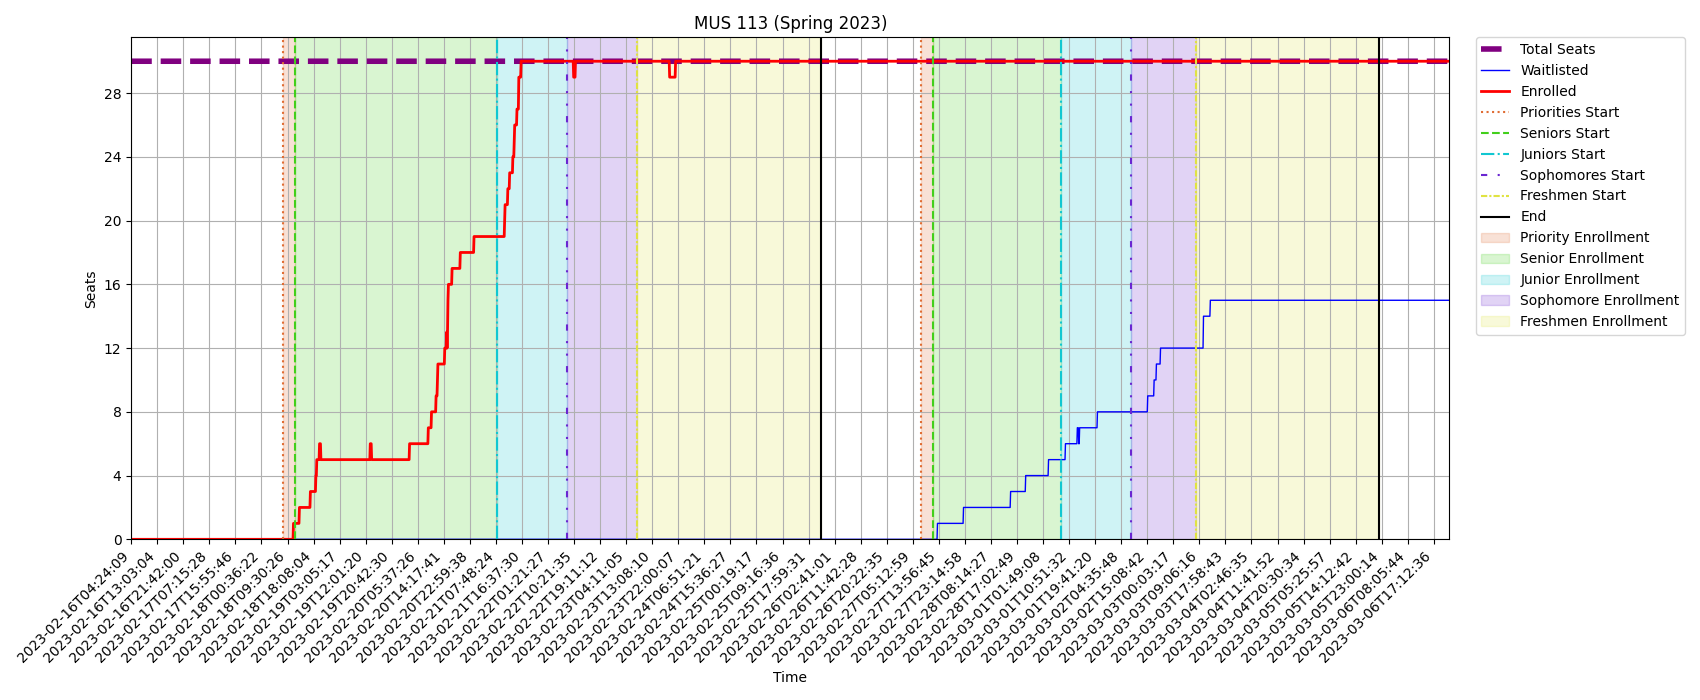 MUS 113 (Spring 2023)
Seats
28
24
20
16
12
8
4
0
2023-02-16T04:24:09
2023-02-16T13:03:04
2023-02-16T21:42:00
2023-02-17T07:15:28
2023-02-17T15:55:46
2023-02-18T00:36:22
2023-02-18T09:30:26
2023-02-18T18:08:04
2023-02-19T03:05:17
2023-02-19T12:01:20
2023-02-19T20:42:30
2023-02-20T05:37:26
2023-02-20T14:17:41
2023-02-20T22:59:38
2023-02-21T07:48:24
2023-02-21T16:37:30
2023-02-22T01:21:27
2023-02-22T10:21:35
2023-02-22T19:11:12
2023-02-23T04:11:05
2023-02-23T13:08:10
2023-02-23T22:00:07
2023-02-24T06:51:21
2023-02-24T15:36:27
2023-02-25T00:19:17
2023-02-25T09:16:36
2023-02-25T17:59:31
2023-02-26T02:41:01
2023-02-26T11:42:28
2023-02-26T20:22:35
2023-02-27T05:12:59
2023-02-27T13:56:45
2023-02-27T23:14:58
2023-02-28T08:14:27
2023-02-28T17:02:49
2023-03-01T01:49:08
2023-03-01T10:51:32
2023-03-01T19:41:20
2023-03-02T04:35:48
2023-03-02T15:08:42
2023-03-03T00:03:17
2023-03-03T09:06:16
2023-03-03T17:58:43
2023-03-04T02:46:35
2023-03-04T11:41:52
2023-03-04T20:30:34
2023-03-05T05:25:57
2023-03-05T14:12:42
2023-03-05T23:00:14
2023-03-06T08:05:44
2023-03-06T17:12:36
Time
Total Seats
Waitlisted
Enrolled
Priorities Start
Seniors Start
Juniors Start
Sophomores Start
Freshmen Start
End
Priority Enrollment
Senior Enrollment
Junior Enrollment
Sophomore Enrollment
Freshmen Enrollment